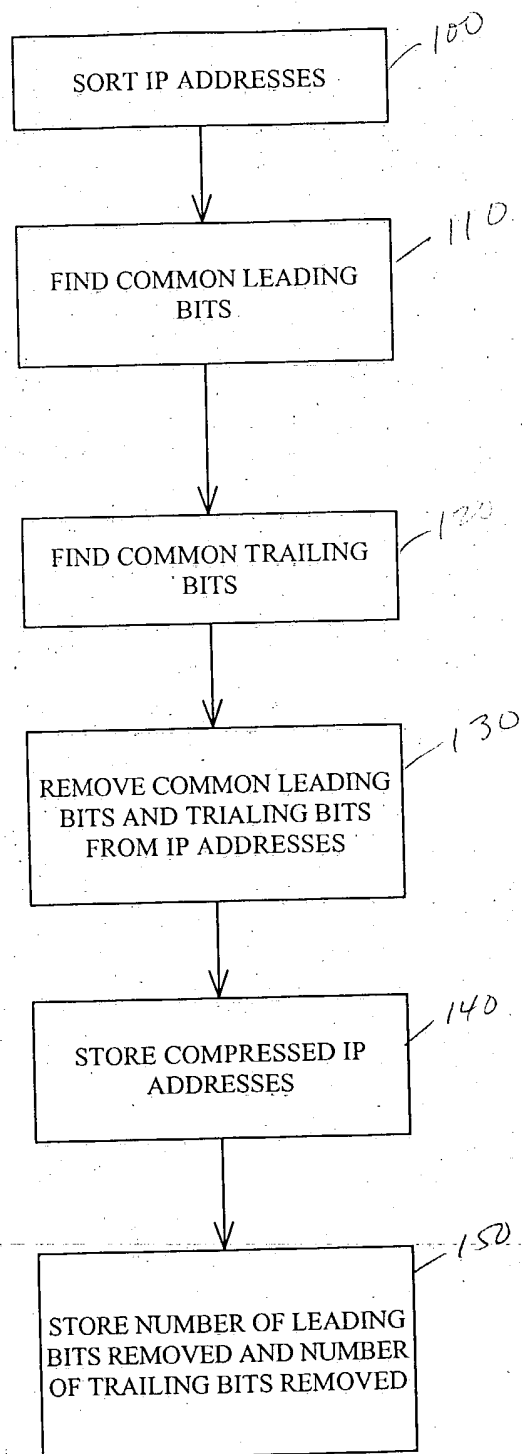 100
SORT IP ADDRESSES
110
FIND COMMON LEADING
BITS
120
FIND COMMON TRAILING
BITS
130
REMOVE COMMON LEADING
BITS AND TRIALING BITS
FROM IP ADDRESSES
140
STORE COMPRESSED IP
ADDRESSES
150
STORE NUMBER OF LEADING
BITS REMOVED AND NUMBER
OF TRAILING BITS REMOVED